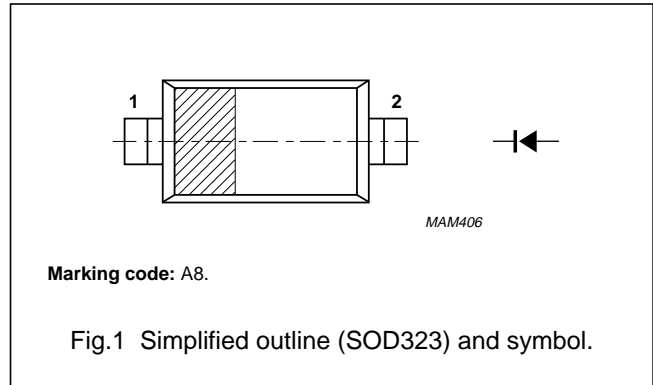 1
2
MAM406
Marking code: A8.
Fig.1 Simplified outline (SOD323) and symbol.